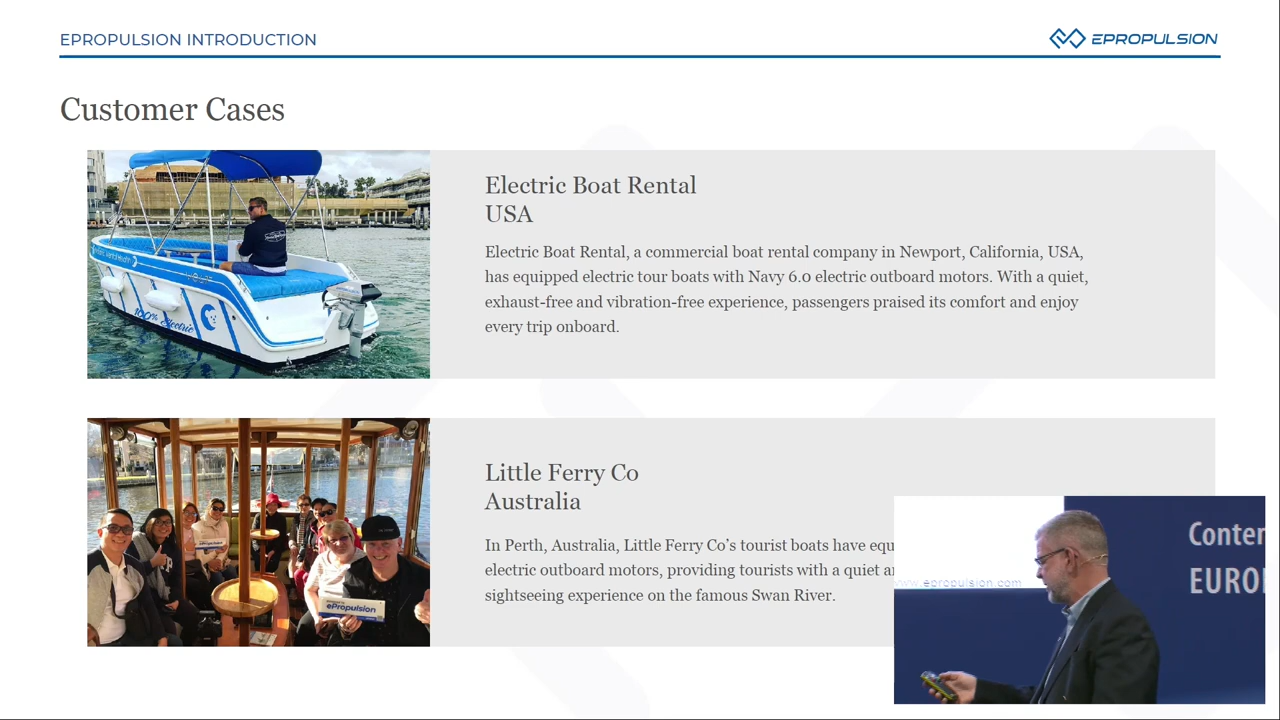 EPROPULSION INTRODUCTION
EPROPULSION
Customer Cases
100% Electric
Electric Boat Rental
USA
Electric Boat Rental, a commercial boat rental company in Newport, California, USA,
has equipped electric tour boats with Navy 6.0 electric outboard motors. With a quiet,
exhaust-free and vibration-free experience, passengers praised its comfort and enjoy
every trip onboard.
ePropulsion
Little Ferry Co
Australia
In Perth, Australia, Little Ferry Co's tourist boats have equ
electric outboard motors, providing tourists with a quiet a
sightseeing experience on the famous Swan River.
www.epropulsion.com
Conter
EURO